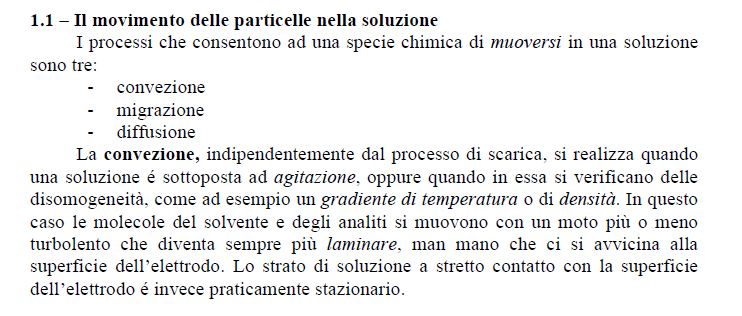 1.1 – Il movimento delle particelle nella soluzione
I processi che consentono ad una specie chimica di muoversi in una soluzione
sono tre:
- convezione
- migrazione
- diffusione
La convezione, indipendentemente dal processo di scarica, si realizza quando
una soluzione é sottoposta ad agitazione, oppure quando in essa si verificano delle
disomogeneità, come ad esempio un gradiente di temperatura o di densità. In questo
caso le molecole del solvente e degli analiti si muovono con un moto più o meno
turbolento che diventa sempre più laminare, man mano che ci si avvicina alla
superficie dell’elettrodo. Lo strato di soluzione a stretto contatto con la superficie
dell’elettrodo é invece praticamente stazionario.